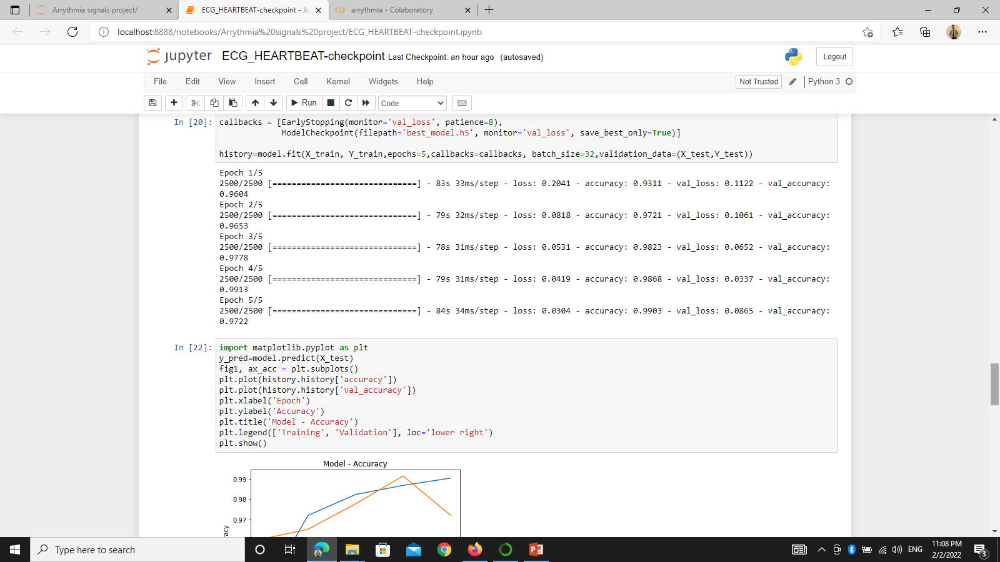 Arrythmia signals project/
ECG_HEARTBEAT-checkpoint - Ju
arrythmia - Colaboratory
localhost:8888/notebooks/Arrythmia%20signals%20project/ECG_HEARTBEAT-checkpoint.ipynb
jupyter ECG_HEARTBEAT-checkpoint Last Checkpoint: an hour ago (autosaved)
Logout
File Edit View Insert Cell Kernel Widgets Help
Not Trusted
Python 3
Run
Code
In [20]: callbacks = [EarlyStopping(monitor='val_loss', patience=8),
ModelCheckpoint(filepath='best_model.h5', monitor='val_loss', save_best_only=True)]
history=model.fit(X_train, Y_train,epochs=5,callbacks=callbacks, batch_size=32,validation_data=(X_test,Y_test))
Epoch 1/5
2500/2500 [==============================] - 83s 33ms/step - loss: 0.2041 - accuracy: 0.9311 - val_loss: 0.1122 - val_accuracy:
0.9604
Epoch 2/5
2500/2500 [==============================] - 79s 32ms/step - loss: 0.0818 - accuracy: 0.9721 - val_loss: 0.1061 - val_accuracy:
0.9653
Epoch 3/5
2500/2500 [==============================] - 78s 31ms/step - loss: 0.0531 - accuracy: 0.9823 - val_loss: 0.0652 - val_accuracy:
0.9778
Epoch 4/5
2500/2500 [==============================] - 79s 31ms/step - loss: 0.0419 - accuracy: 0.9868 - val_loss: 0.0337 - val_accuracy:
0.9913
Epoch 5/5
2500/2500 [==============================] - 84s 34ms/step - loss: 0.0304 - accuracy: 0.9903 - val_loss: 0.0865 - val_accuracy:
0.9722
In [22]: import matplotlib.pyplot as plt
y_pred=model.predict(X_test)
fig1, ax_acc = plt.subplots()
plt.plot(history.history['accuracy'])
plt.plot(history.history['val_accuracy'])
plt.xlabel('Epoch')
plt.ylabel('Accuracy')
plt.title('Model - Accuracy')
plt.legend(['Training', 'Validation'], loc='lower right')
plt.show()
Model - Accuracy
0.99
0.98
0.97
racy
Type here to search
ENG
11:08 PM
2/2/2022
3